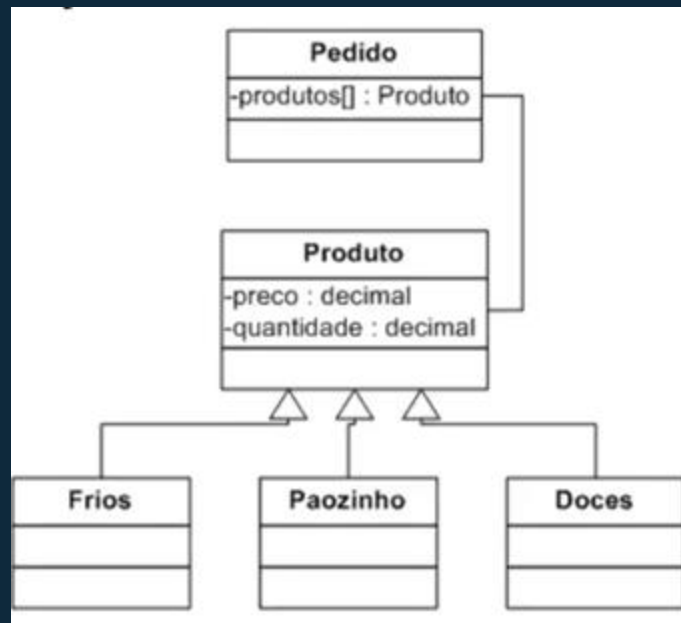 Pedido
-produtos[] : Produto
Produto
-preco : decimal
-quantidade : decimal
Frios
Paozinho
Doces